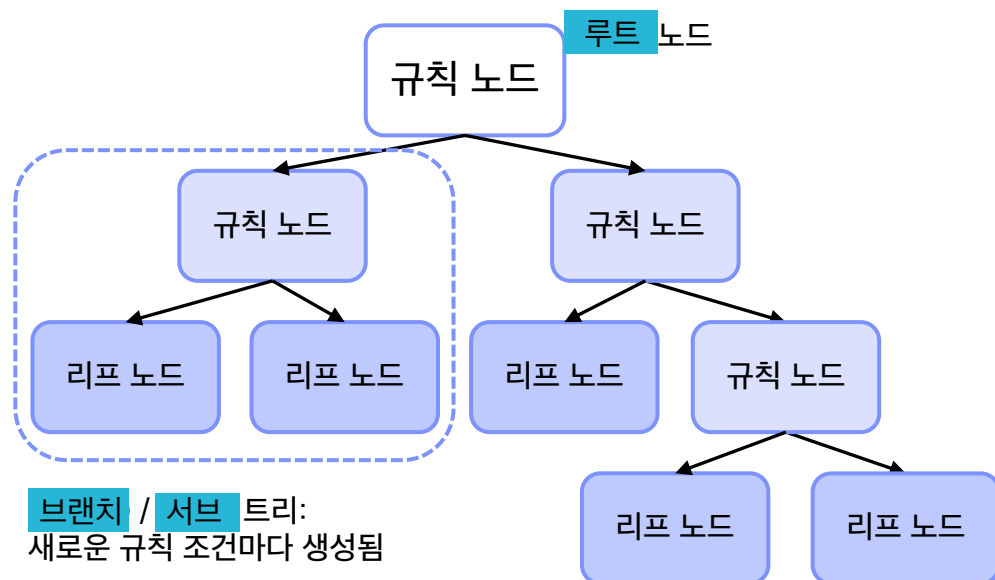 루트 노드
규칙 노드
규칙 노드
규칙 노드
리프 노드
리프 노드
리프 노드
규칙 노드
브랜치 / 서브 트리:
새로운 규칙 조건마다 생성됨
리프 노드
리프 노드